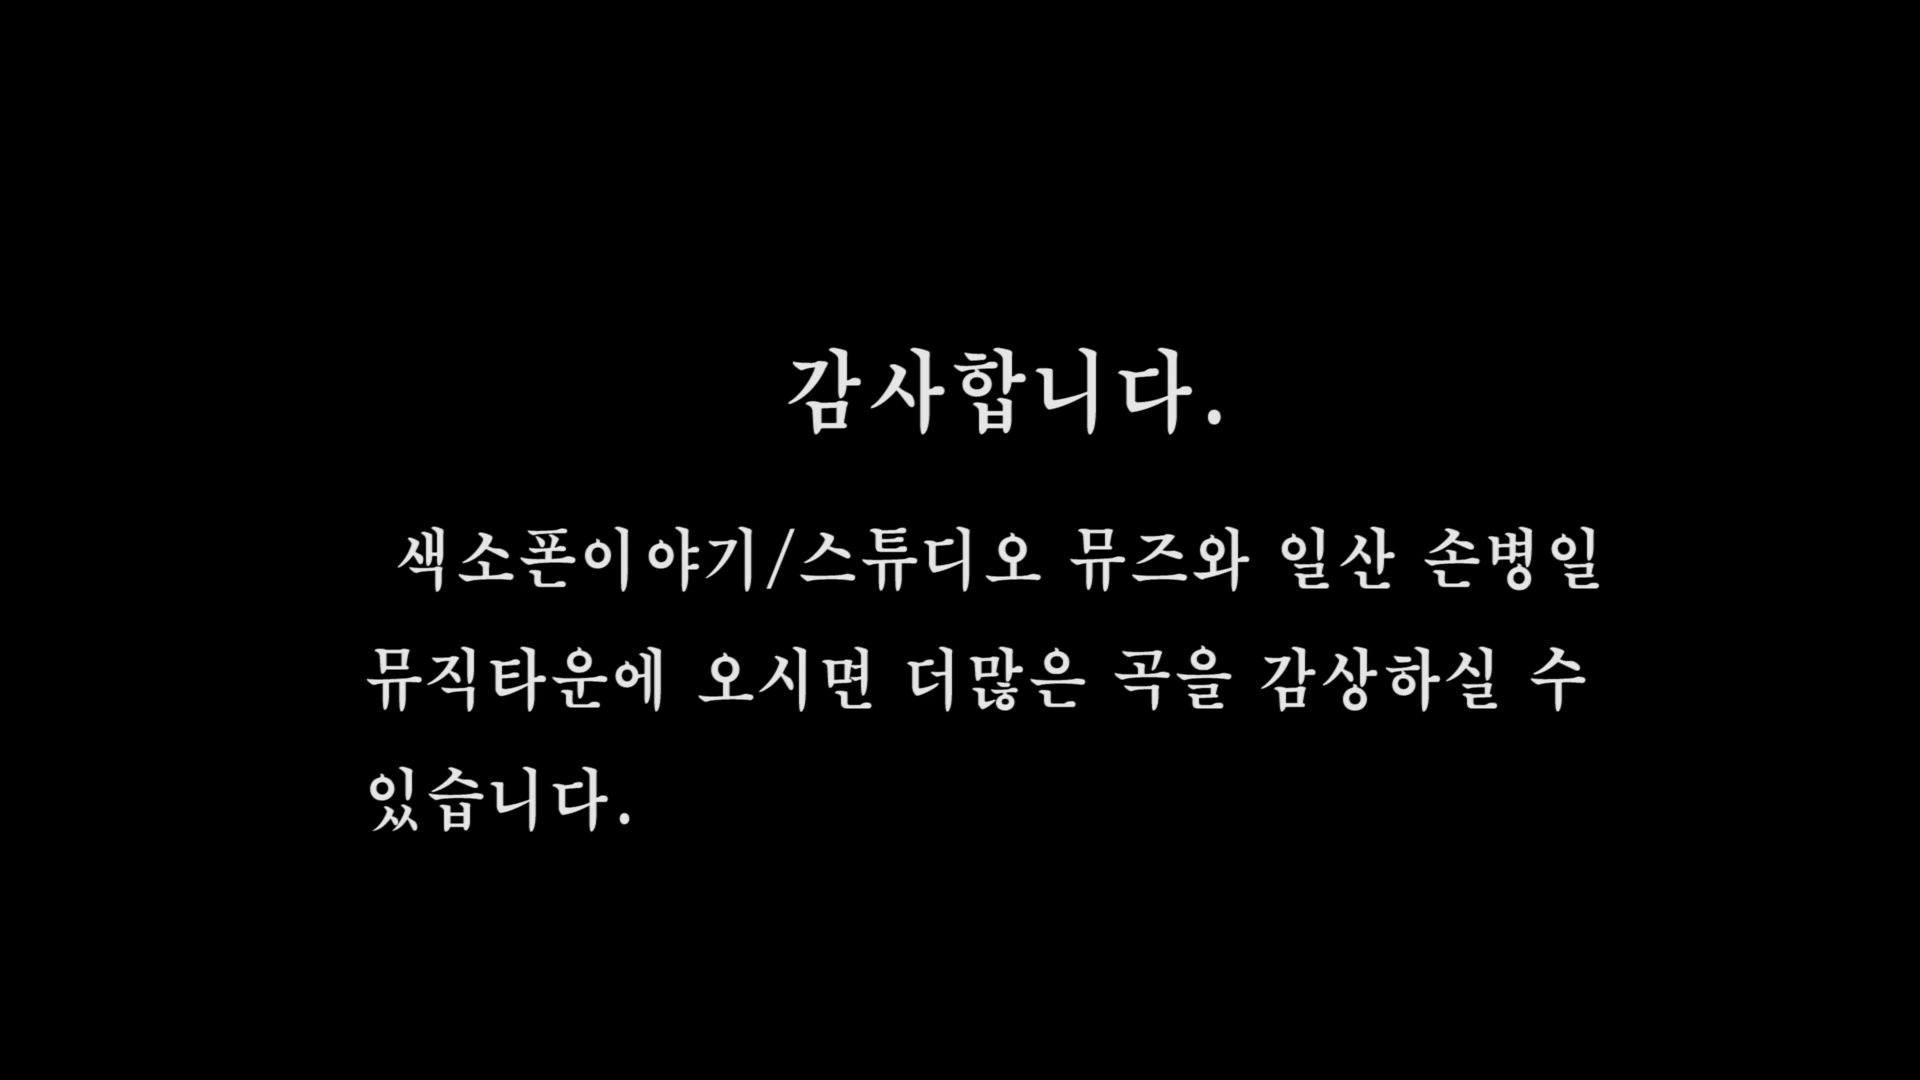 감사합니다.
색소폰이야기/스튜디오 뮤즈와 일산 손병일
뮤직타운에 오시면 더많은 곡을 감상하실 수
있습니다.